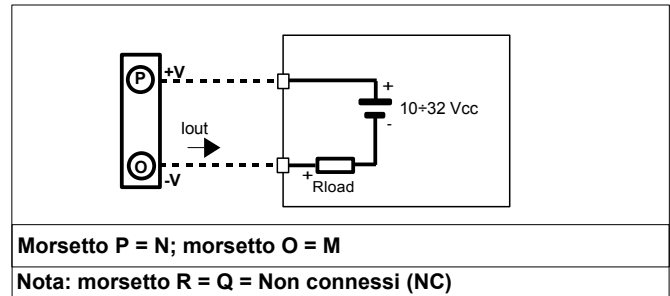 P
+V
+
10÷32 Vcc
-
Iout
O
-V
+
Rload
Morsetto P = N; morsetto O = M
Nota: morsetto R = Q = Non connessi (NC)